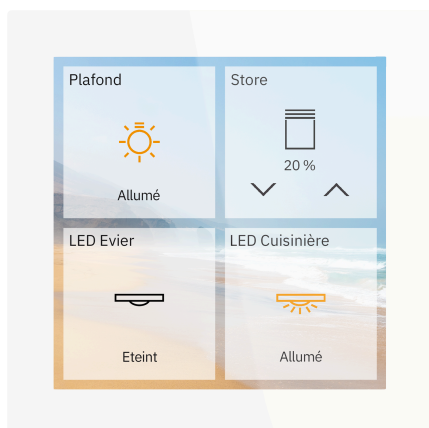 Plafond
Store
20 %
Allumé
LED Evier
LED Cuisinière
Eteint
Allumé